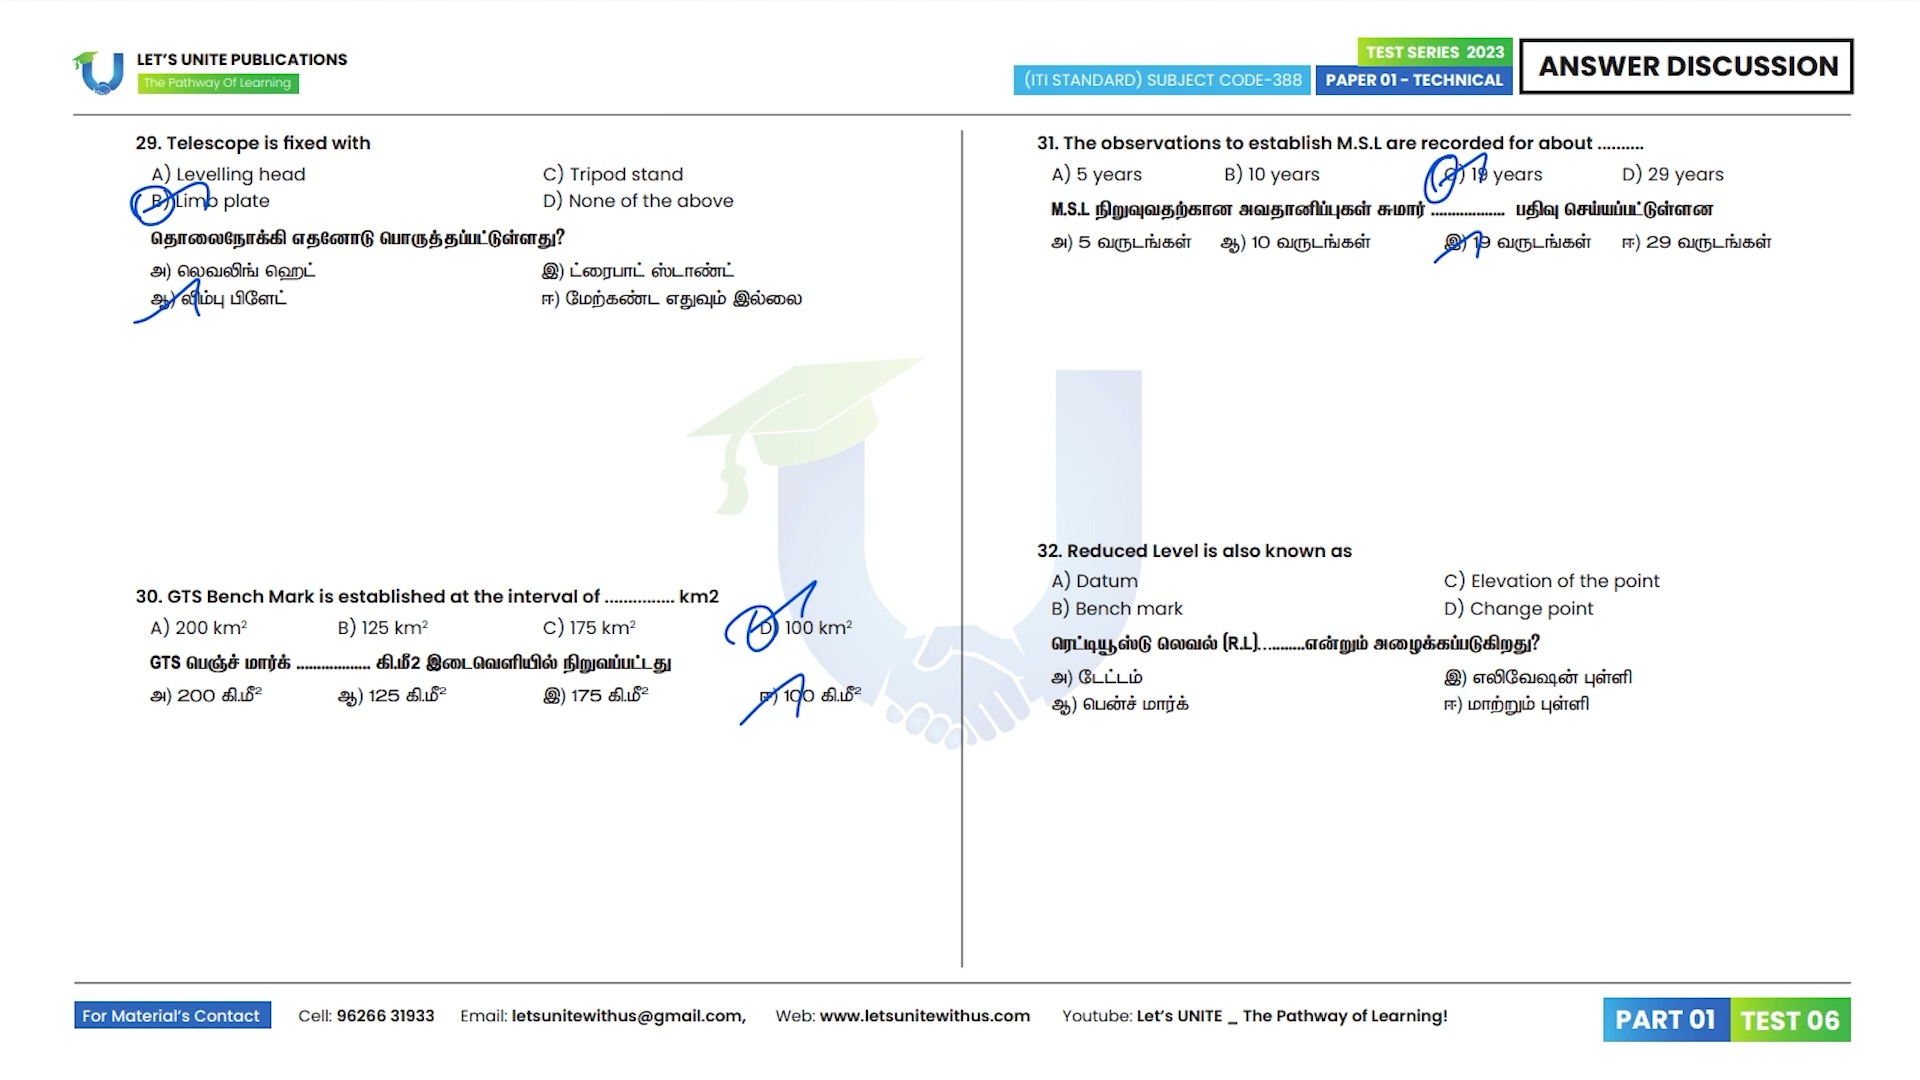 LET'S UNITE PUBLICATIONS
The Pathway Of Learning
TEST SERIES 2023
(ITI STANDARD) SUBJECT CODE-388
PAPER 01 - TECHNICAL
ANSWER DISCUSSION
29. Telescope is fixed with
A) Levelling head C) Tripod stand
B) Limb plate D) None of the above
தொலைநோக்கி எதனோடு பொருத்தப்பட்டுள்ளது?
அ) லெவலிங் ஹெட் இ) ட்ரைபாட் ஸ்டாண்ட்
ஆ) லிம்பு பிளேட் ஈ) மேற்கண்ட எதுவும் இல்லை
30. GTS Bench Mark is established at the interval of ............... km2
A) 200 km² B) 125 km² C) 175 km² D) 100 km²
GTS பெஞ்ச் மார்க் .................. கி.மீ2 இடைவெளியில் நிறுவப்பட்டது
அ) 200 கி.மீ² ஆ) 125 கி.மீ² இ) 175 கி.மீ² ஈ) 100 கி.மீ²
31. The observations to establish M.S.L are recorded for about ..........
A) 5 years B) 10 years C) 19 years D) 29 years
M.S.L நிறுவுவதற்கான அவதானிப்புகள் சுமார் .................. பதிவு செய்யப்பட்டுள்ளன
அ) 5 வருடங்கள் ஆ) 10 வருடங்கள் இ) 19 வருடங்கள் ஈ) 29 வருடங்கள்
32. Reduced Level is also known as
A) Datum C) Elevation of the point
B) Bench mark D) Change point
ரெட்டியூஸ்டு லெவல் (R.L)...........என்றும் அழைக்கப்படுகிறது?
அ) டேட்டம் இ) எலிவேஷன் புள்ளி
ஆ) பென்ச் மார்க் ஈ) மாற்றும் புள்ளி
For Material's Contact Cell: 96266 31933 Email: letsunitewithus@gmail.com, Web: www.letsunitewithus.com Youtube: Let's UNITE _ The Pathway of Learning!
PART 01 TEST 06